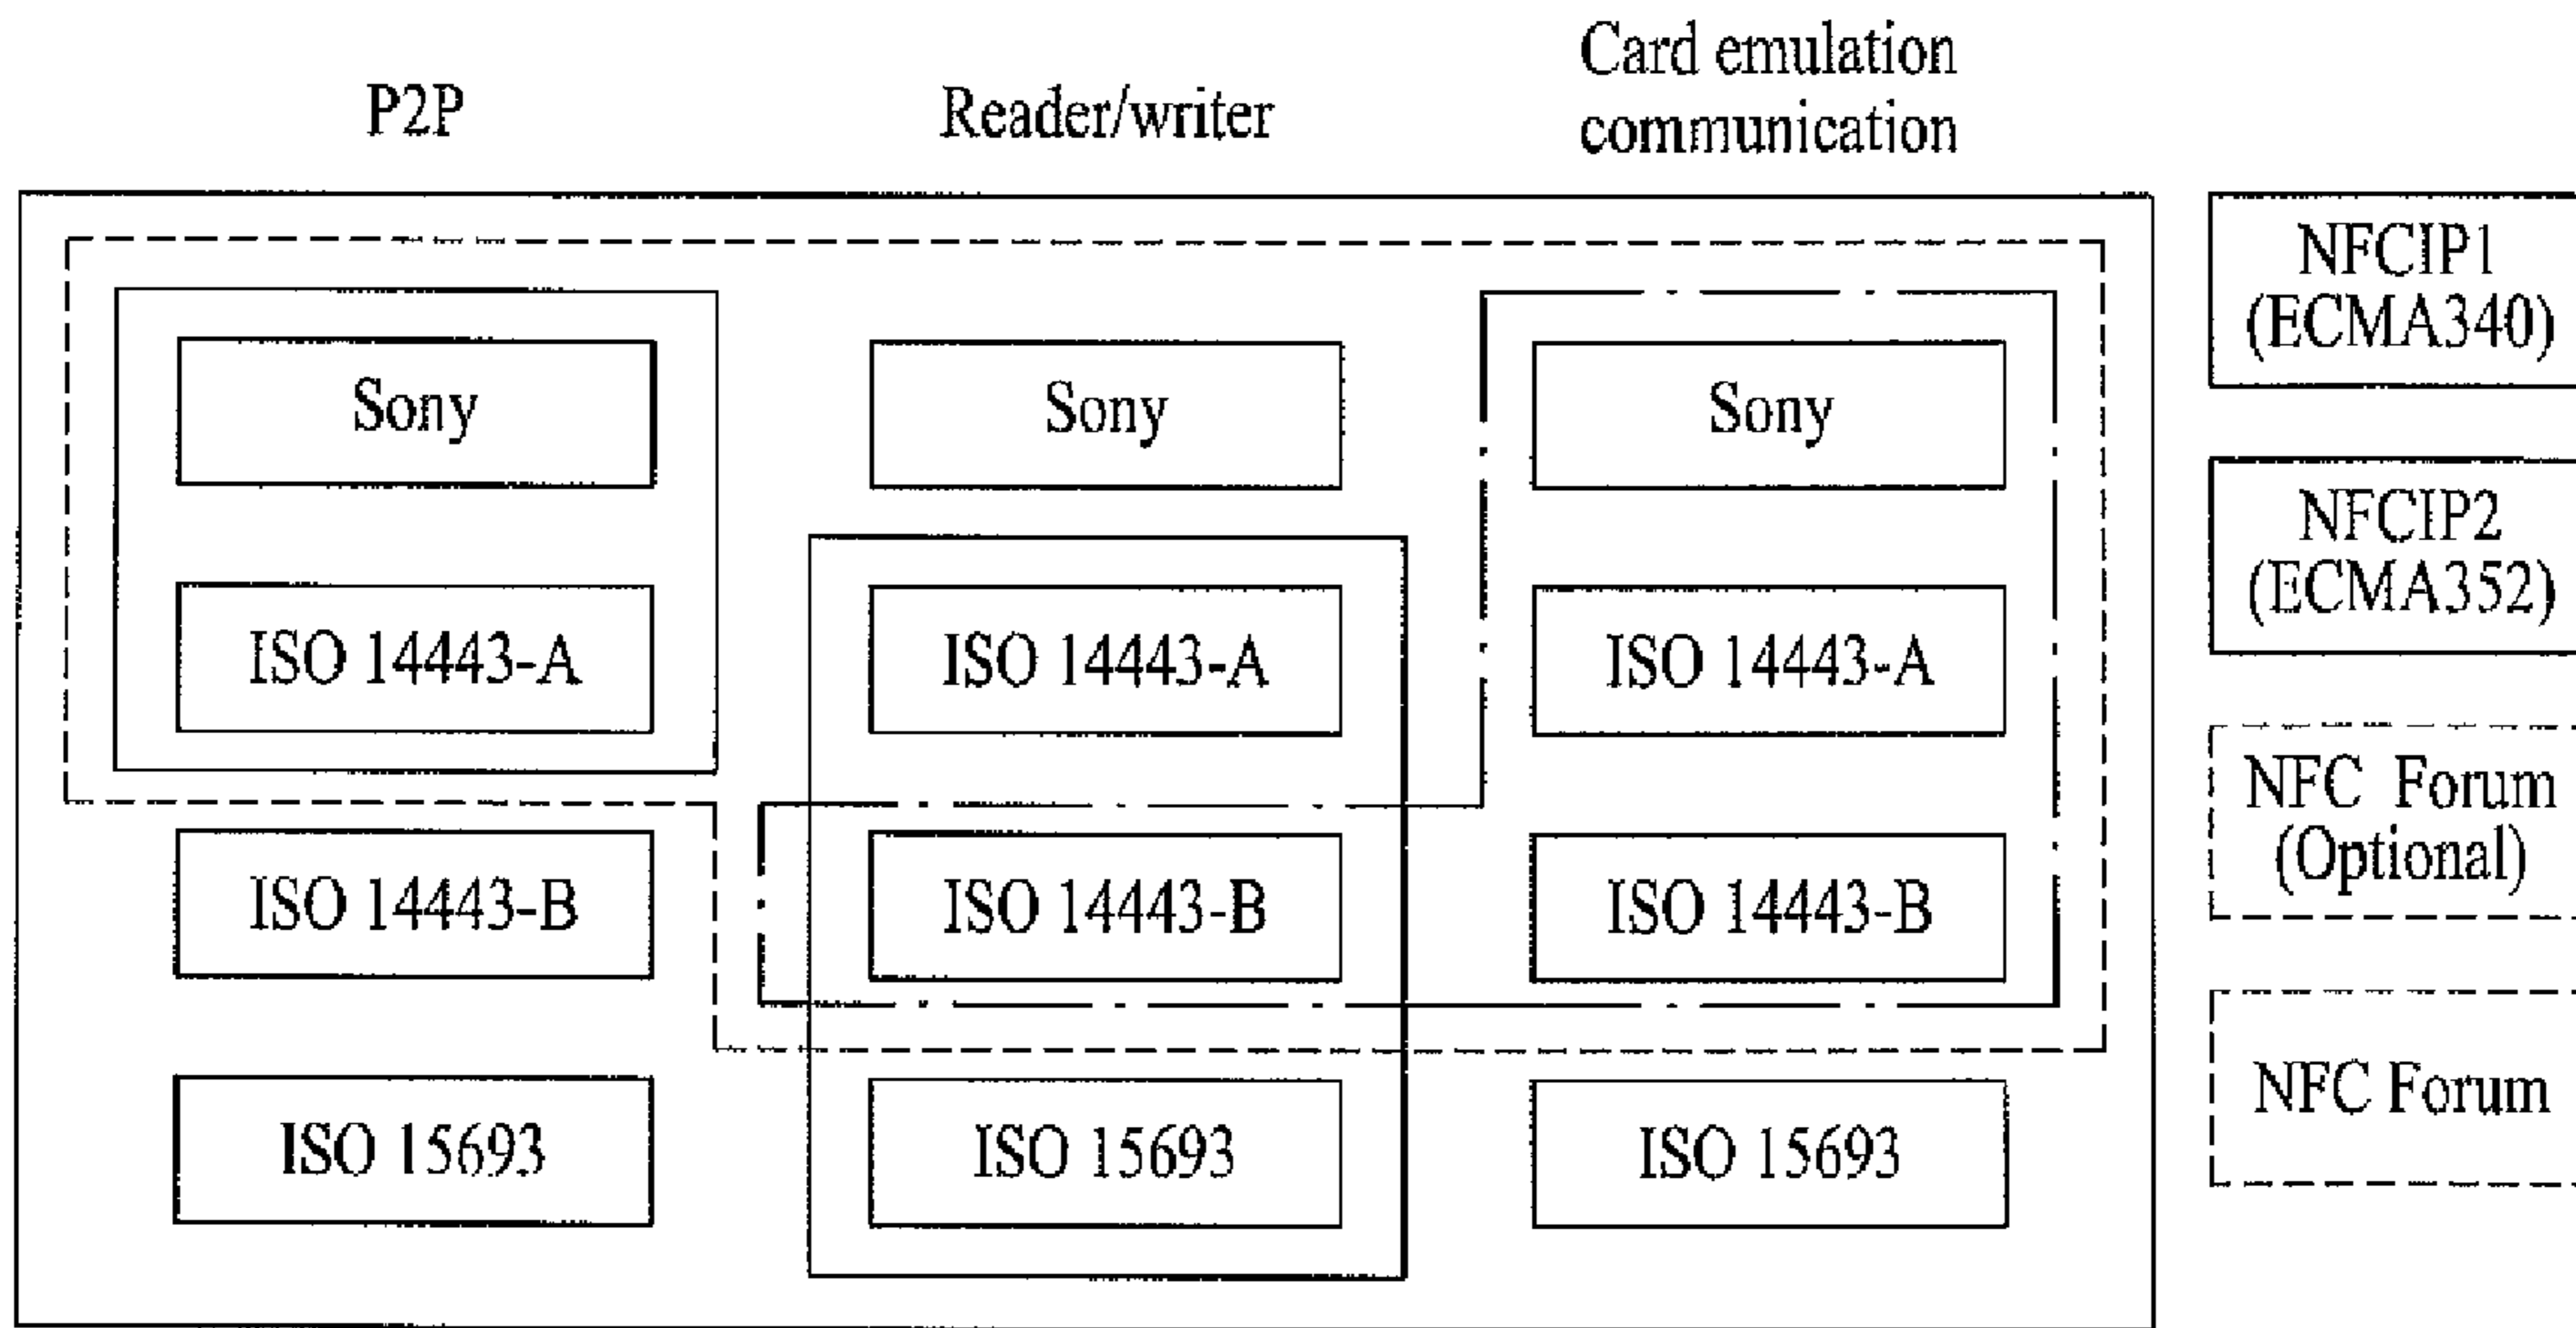 P2P
Reader/writer
Card emulation
communication
Sony
Sony
Sony
ISO 14443-A
ISO 14443-A
ISO 14443-A
ISO 14443-B
ISO 14443-B
ISO 14443-B
ISO 15693
ISO 15693
ISO 15693
NFCIP1
(ECMA340)
NFCIP2
(ECMA352)
NFC Forum
(Optional)
NFC Forum